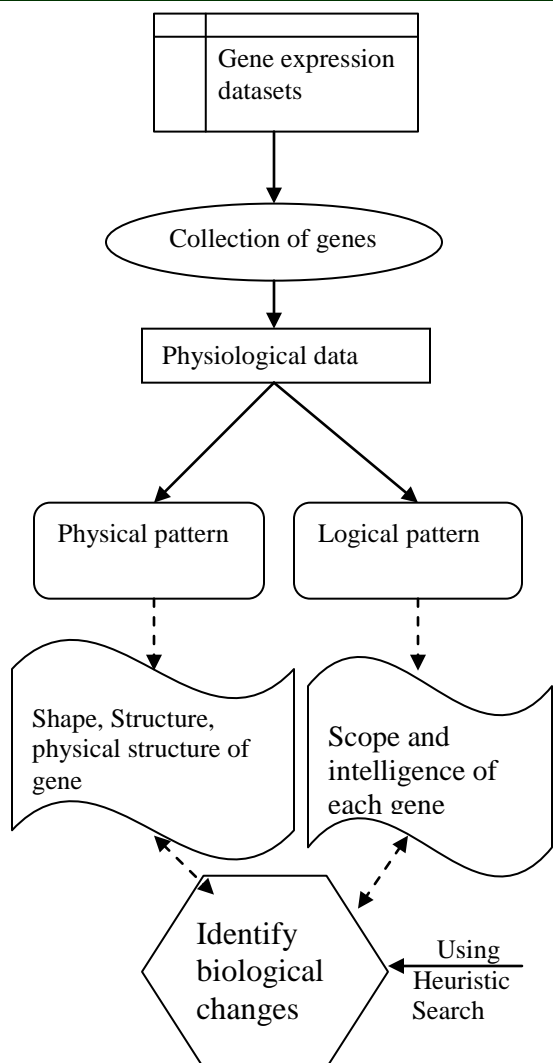 Gene expression
datasets
Collection of genes
Physiological data
Physical pattern
Logical pattern
Shape, Structure,
physical structure of
gene
Scope and
intelligence of
each gene
Identify
biological
changes
Using
Heuristic
Search